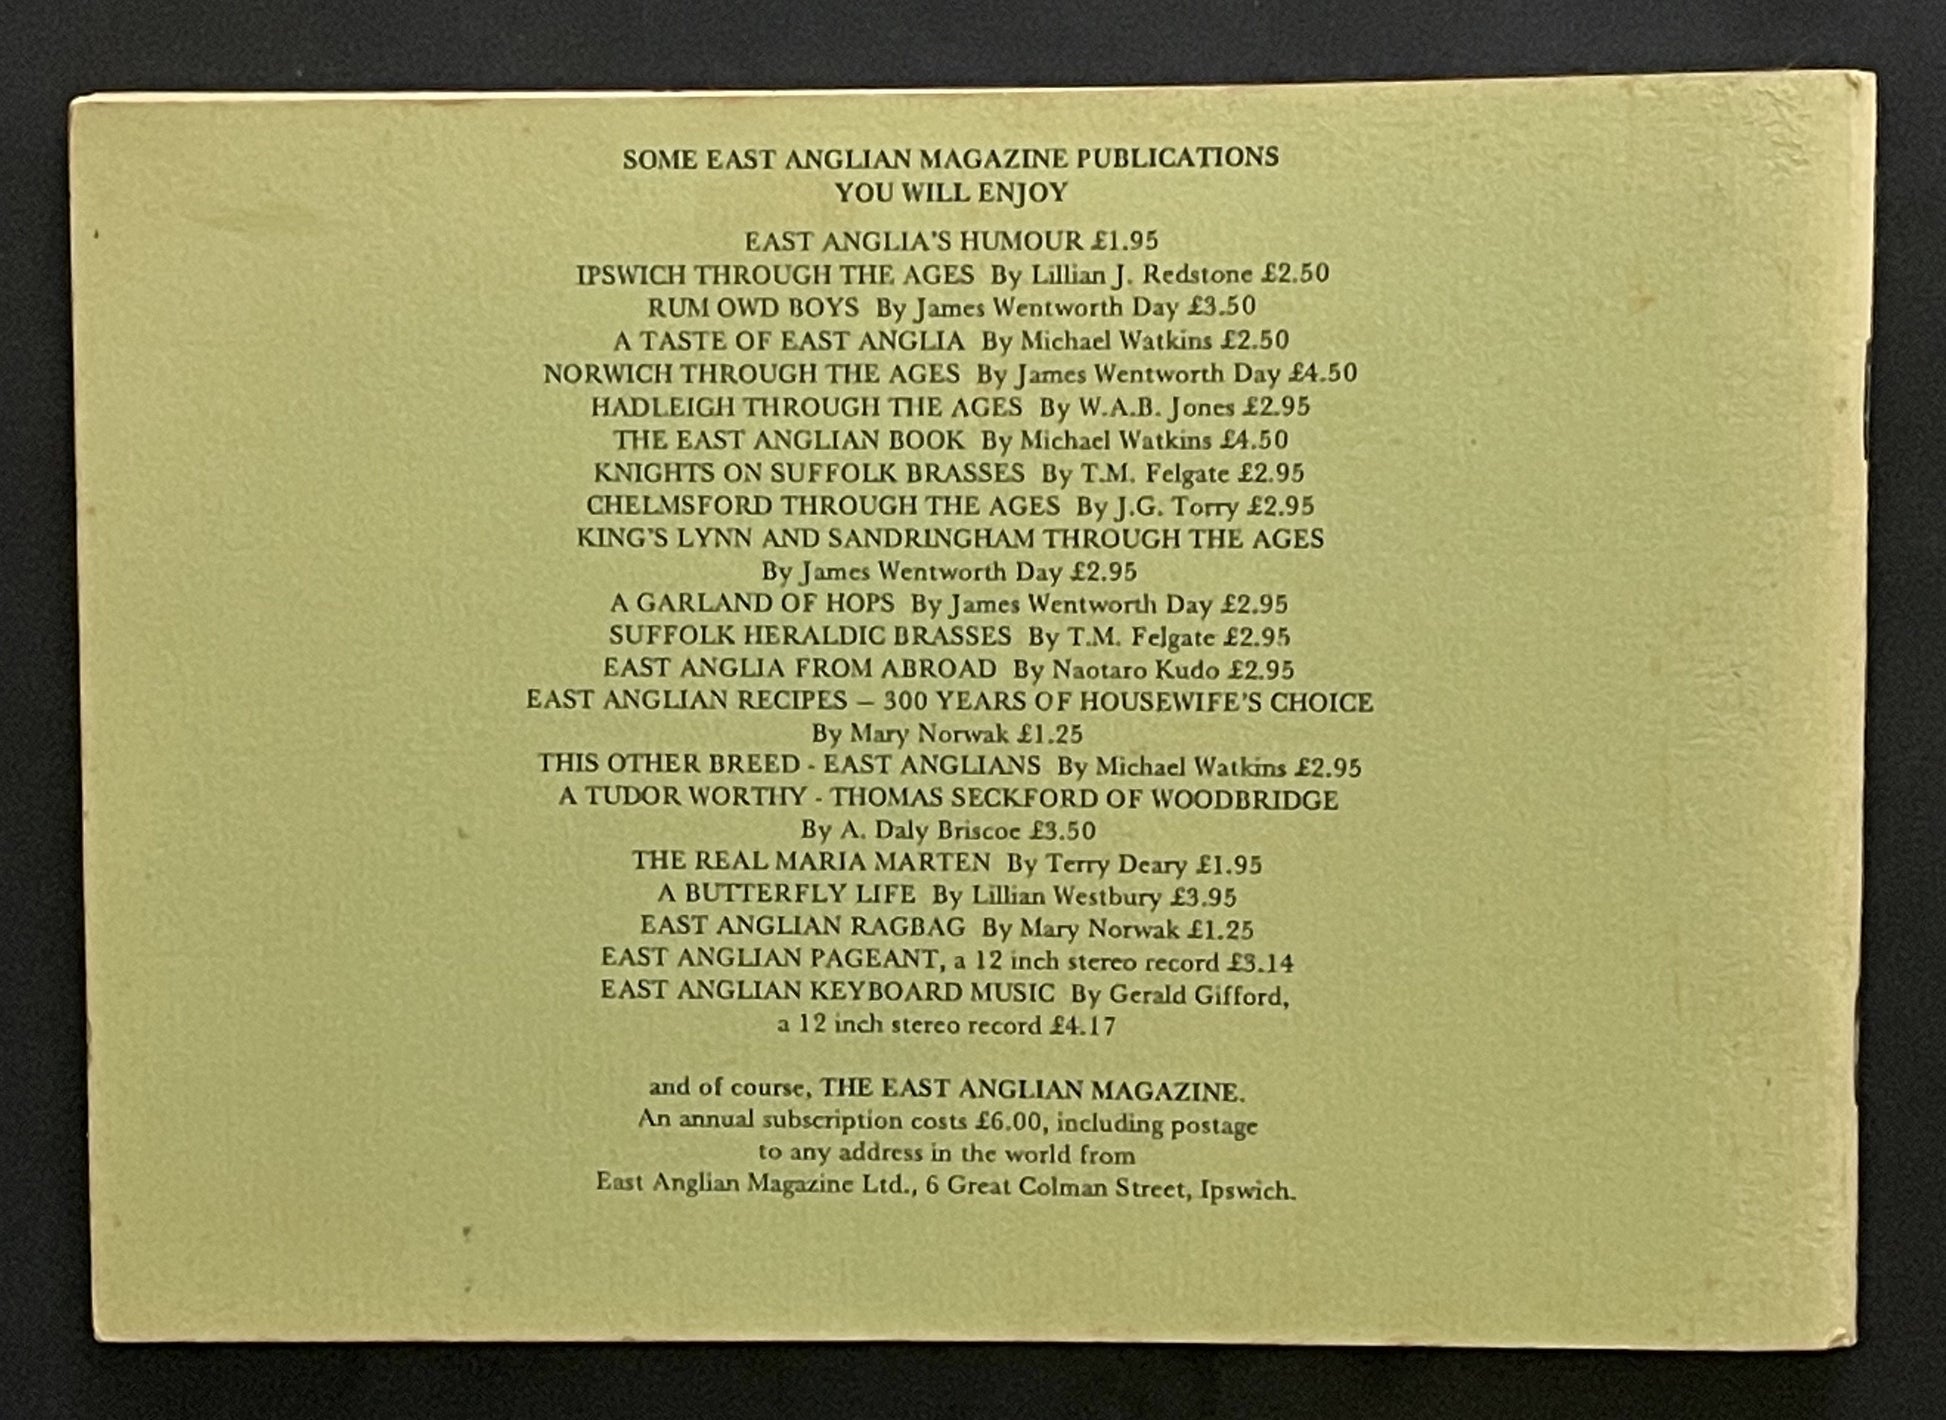 SOME EAST ANGLIAN MAGAZINE PUBLICATIONS
YOU WILL ENJOY
EAST ANGLIA'S HUMOUR £1.95
IPSWICH THROUGH THE AGES By Lillian J. Redstone £2.50
RUM OWD BOYS By James Wentworth Day £3.50
A TASTE OF EAST ANGLIA By Michael Watkins £2.50
NORWICH THROUGH THE AGES By James Wentworth Day £4.50
HADLEIGH THROUGH THE AGES By W.A.B. Jones £2.95
THE EAST ANGLIAN BOOK By Michael Watkins £4.50
KNIGHTS ON SUFFOLK BRASSES By T.M. Felgate £2.95
CHELMSFORD THROUGH THE AGES By J.G. Torry £2.95
KING'S LYNN AND SANDRINGHAM THROUGH THE AGES
By James Wentworth Day £2.95
A GARLAND OF HOPS By James Wentworth Day £2.95
SUFFOLK HERALDIC BRASSES By T.M. Felgate £2.95
EAST ANGLIA FROM ABROAD By Naotaro Kudo £2.95
EAST ANGLIAN RECIPES – 300 YEARS OF HOUSEWIFE'S CHOICE
By Mary Norwak £1.25
THIS OTHER BREED - EAST ANGLIANS By Michael Watkins £2.95
A TUDOR WORTHY - THOMAS SECKFORD OF WOODBRIDGE
By A. Daly Briscoe £3.50
THE REAL MARIA MARTEN By Terry Deary £1.95
A BUTTERFLY LIFE By Lillian Westbury £3.95
EAST ANGLIAN RAGBAG By Mary Norwak £1.25
EAST ANGLIAN PAGEANT, a 12 inch stereo record £3.14
EAST ANGLIAN KEYBOARD MUSIC By Gerald Gifford,
a 12 inch stereo record £4.17
and of course, THE EAST ANGLIAN MAGAZINE.
An annual subscription costs £6.00, including postage
to any address in the world from
East Anglian Magazine Ltd., 6 Great Colman Street, Ipswich.